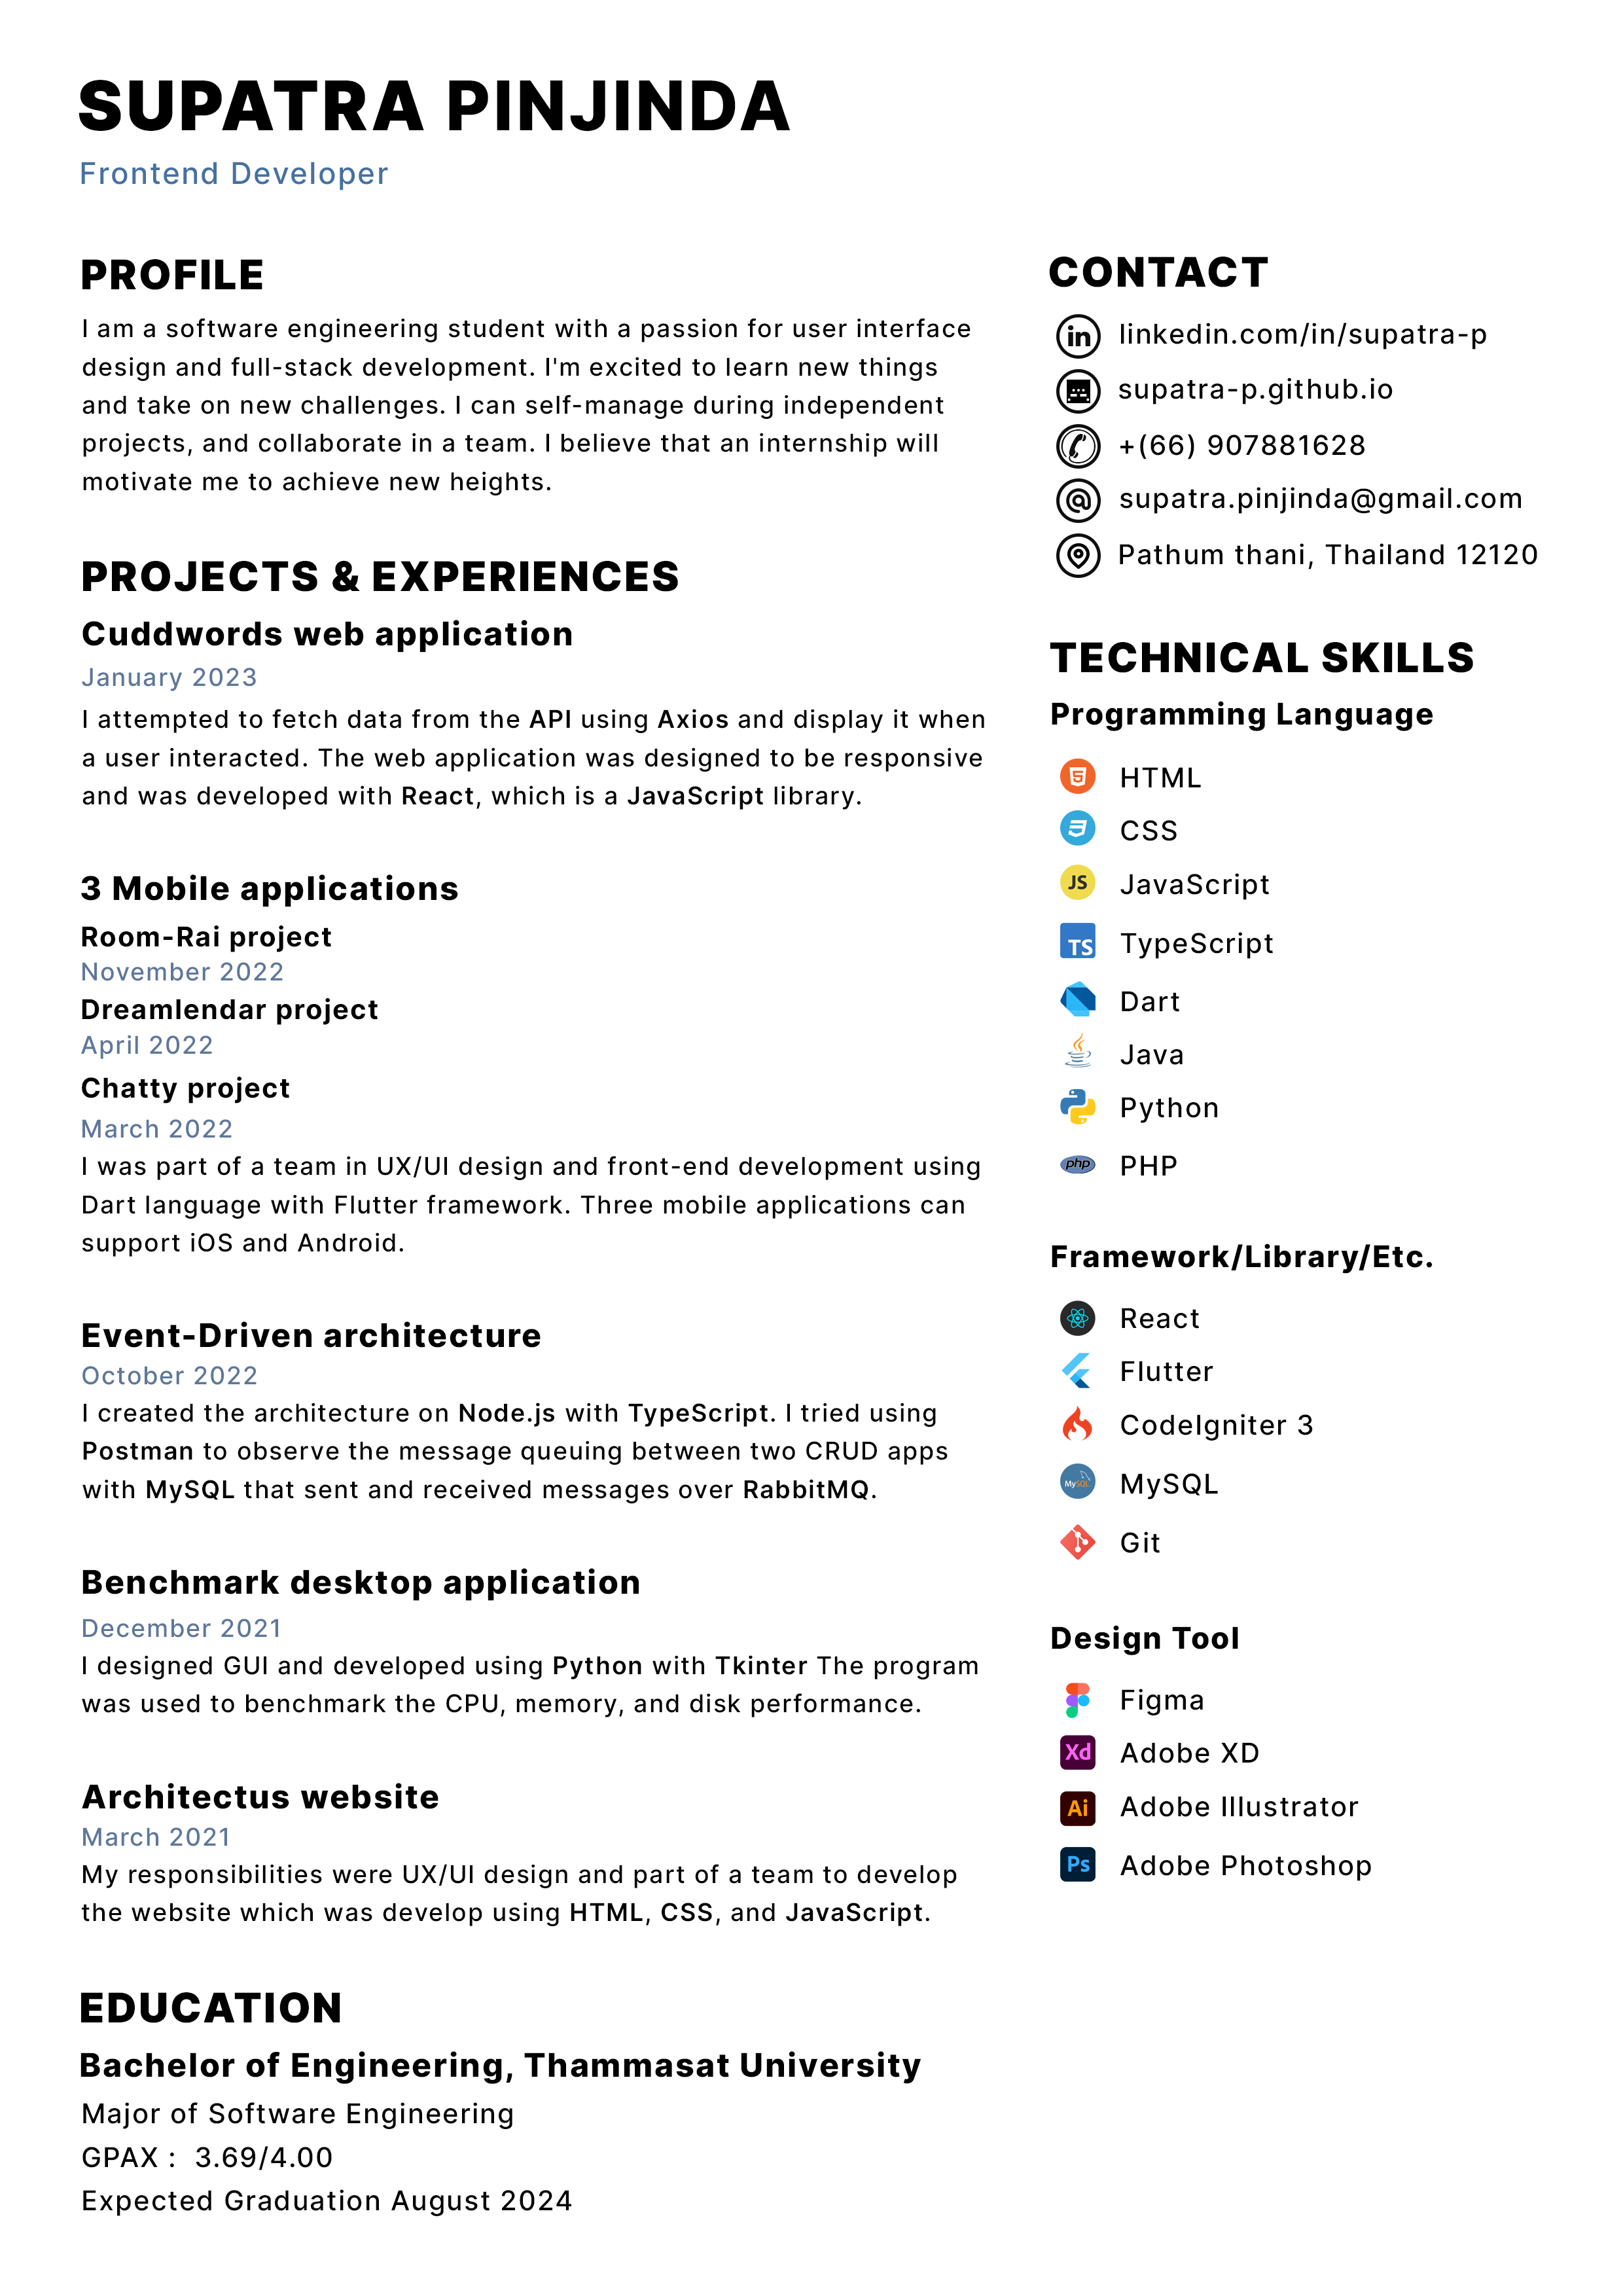 SUPATRA PINJINDA
Frontend Developer
PROFILE
I am a software engineering student with a passion for user interface
design and full-stack development. I'm excited to learn new things
and take on new challenges. I can self-manage during independent
projects, and collaborate in a team. I believe that an internship will
motivate me to achieve new heights.
PROJECTS & EXPERIENCES
Cuddwords web application
January 2023
I attempted to fetch data from the API using Axios and display it when
a user interacted. The web application was designed to be responsive
and was developed with React, which is a JavaScript library.
3 Mobile applications
Room-Rai project
November 2022
Dreamlendar project
April 2022
Chatty project
March 2022
I was part of a team in UX/UI design and front-end development using
Dart language with Flutter framework. Three mobile applications can
support iOS and Android.
Event-Driven architecture
October 2022
I created the architecture on Node.js with TypeScript. I tried using
Postman to observe the message queuing between two CRUD apps
with MySQL that sent and received messages over RabbitMQ.
Benchmark desktop application
December 2021
I designed GUI and developed using Python with Tkinter The program
was used to benchmark the CPU, memory, and disk performance.
Architectus website
March 2021
My responsibilities were UX/UI design and part of a team to develop
the website which was develop using HTML, CSS, and JavaScript.
EDUCATION
Bachelor of Engineering, Thammasat University
Major of Software Engineering
GPAX : 3.69/4.00
Expected Graduation August 2024
CONTACT
in linkedin.com/in/supatra-p
supatra-p.github.io
+(66) 907881628
@ supatra.pinjinda@gmail.com
Pathum thani, Thailand 12120
TECHNICAL SKILLS
Programming Language
HTML
CSS
JS JavaScript
TS TypeScript
Dart
Java
Python
php PHP
Framework/Library/Etc.
React
Flutter
CodeIgniter 3
MySQL MySQL
Git
Design Tool
Figma
Xd Adobe XD
Ai Adobe Illustrator
Ps Adobe Photoshop